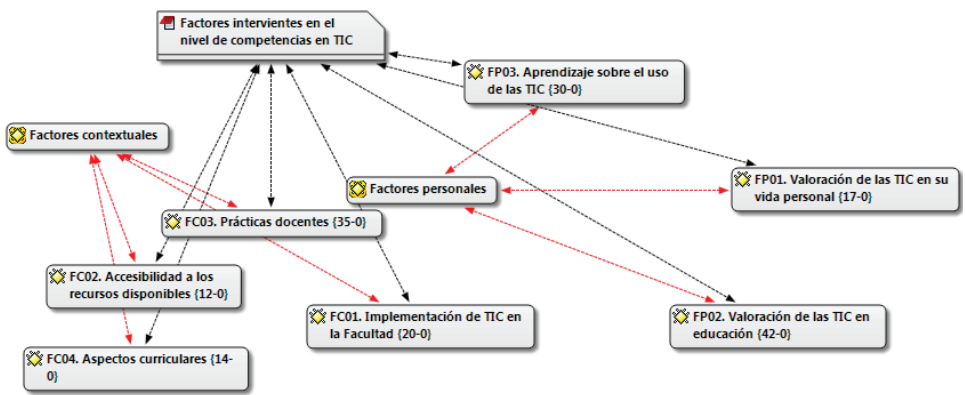 Factores intervientes en el
nivel de competencias en TIC
FP03. Aprendizaje sobre el uso
de las TIC {30-0}
Factores contextuales
Factores personales
FP01. Valoración de las TIC en su
vida personal {17-0}
FC03. Prácticas docentes {35-0}
FC02. Accesibilidad a los
recursos disponibles {12-0}
FC01. Implementación de TIC en
la Facultad {20-0}
FP02. Valoración de las TIC en
educación {42-0}
FC04. Aspectos curriculares {14-
0}